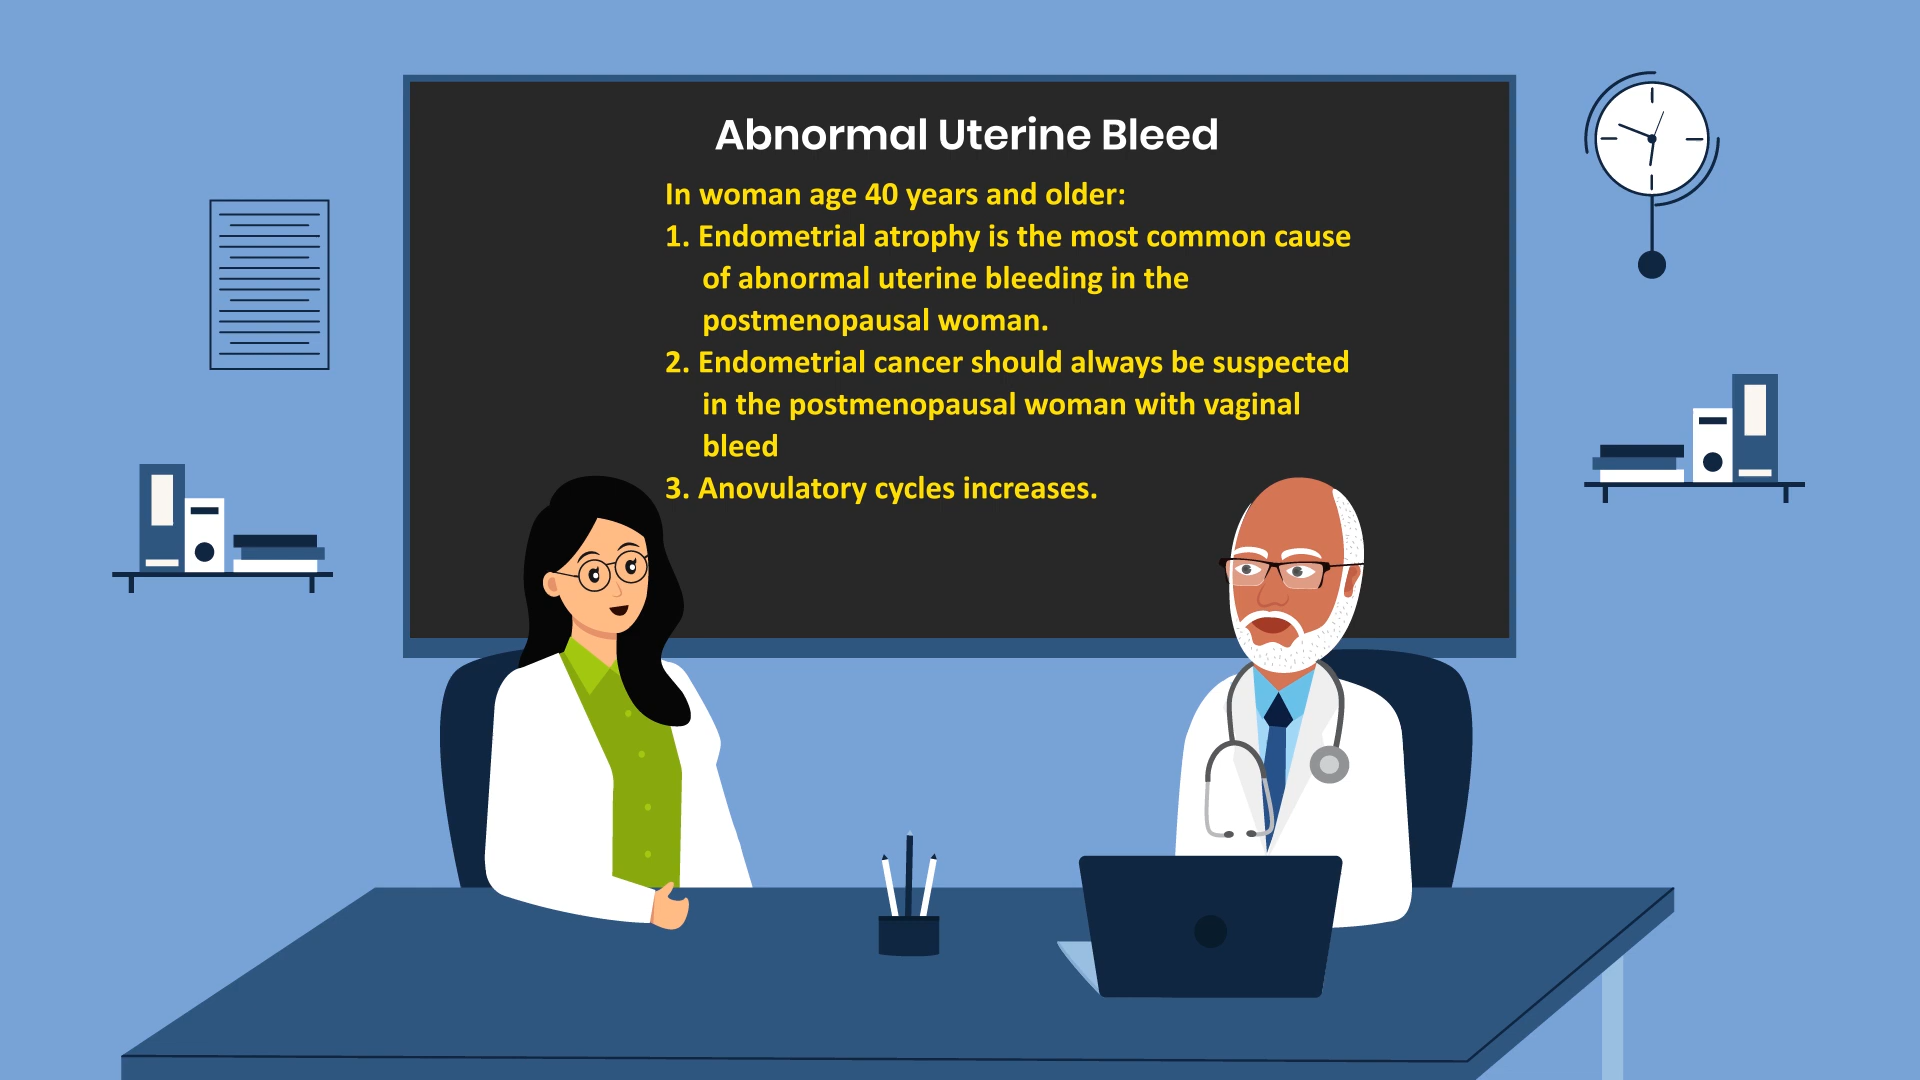 Abnormal Uterine Bleed
In woman age 40 years and older:
1. Endometrial atrophy is the most common cause
of abnormal uterine bleeding in the
postmenopausal woman.
2. Endometrial cancer should always be suspected
in the postmenopausal woman with vaginal
bleed
3. Anovulatory cycles increases.